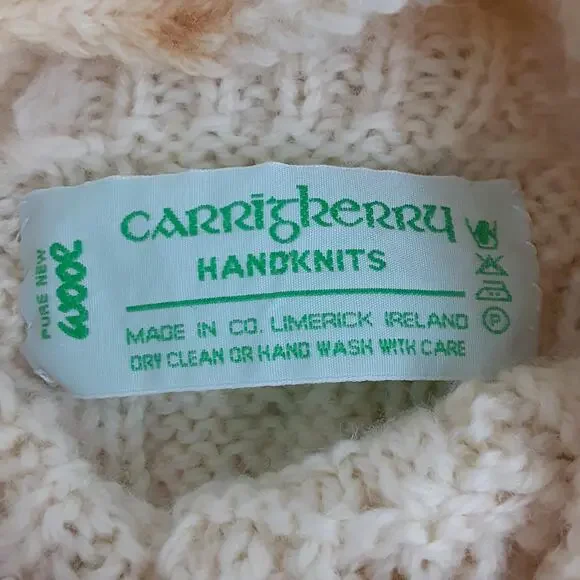 PURE NEW
WOOL
CARRIGKERRY
HANDKNITS
MADE IN CO. LIMERICK IRELAND
DRY CLEAN OR HAND WASH WITH CARE
P